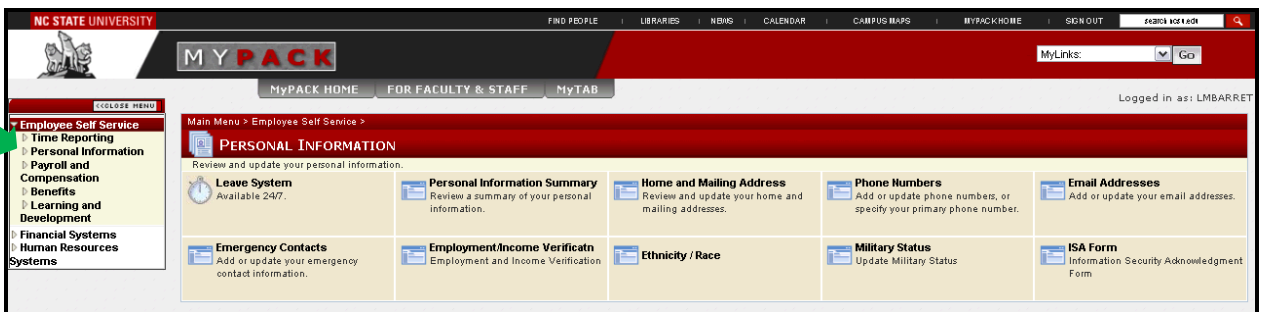 NC STATE UNIVERSITY
FIND PEOPLE | LIBRARIES | NEWS | CALENDAR | CAMPUS MAPS | MYPACK HOME | SIGN OUT
search ncsu.edu
MYPACK
MyLinks: Go
MyPACK HOME FOR FACULTY & STAFF MyTAB
Logged in as: LMBARRET
<<CLOSE MENU
Employee Self Service
Time Reporting
Personal Information
Payroll and
Compensation
Benefits
Learning and
Development
Financial Systems
Human Resources
Systems
Main Menu > Employee Self Service >
PERSONAL INFORMATION
Review and update your personal information.
Leave System
Available 24/7.
Personal Information Summary
Review a summary of your personal
information.
Home and Mailing Address
Review and update your home and
mailing addresses.
Phone Numbers
Add or update phone numbers, or
specify your primary phone number.
Email Addresses
Add or update your email addresses.
Emergency Contacts
Add or update your emergency
contact information.
Employment/Income Verificatn
Employment and Income Verification
Ethnicity / Race
Military Status
Update Military Status
ISA Form
Information Security Acknowledgment
Form